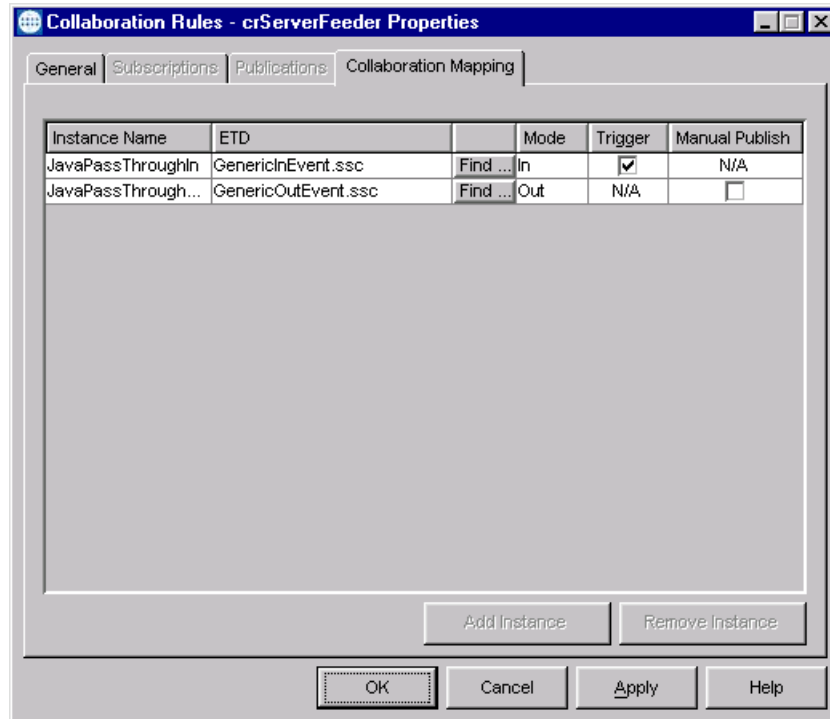 Collaboration Rules - crServerFeeder Properties
General Subscriptions Publications Collaboration Mapping
Instance Name ETD Mode Trigger Manual Publish
JavaPassThroughIn GenericInEvent.ssc Find ... In N/A
JavaPassThrough... GenericOutEvent.ssc Find ... Out N/A
Add Instance Remove Instance
OK Cancel Apply Help